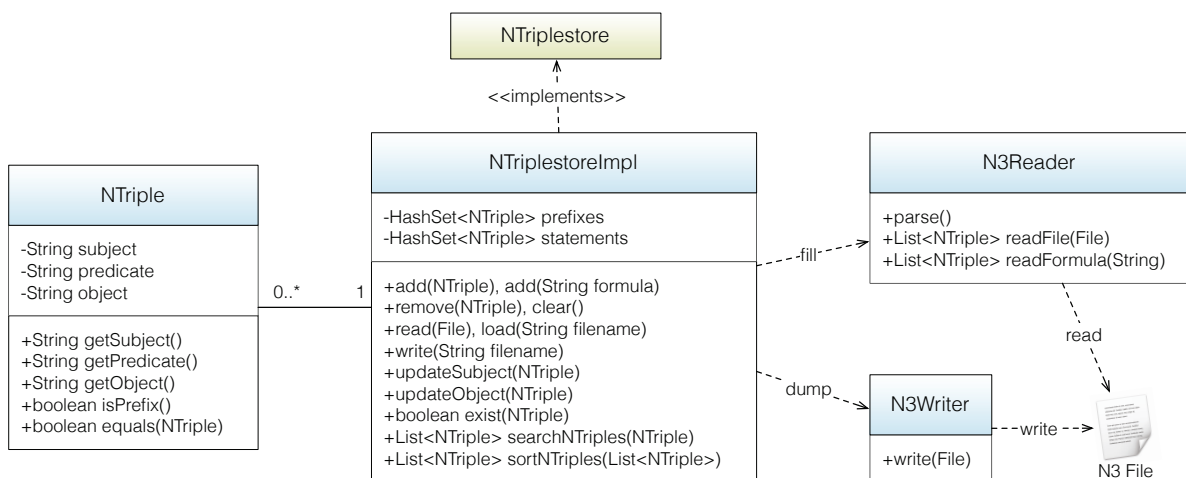 NTriplestore
<<implements>>
NTriple
-String subject
-String predicate
-String object
+String getSubject()
+String getPredicate()
+String getObject()
+boolean isPrefix()
+boolean equals(NTriple)
0..*
1
NTriplestoreImpl
-HashSet<NTriple> prefixes
-HashSet<NTriple> statements
+add(NTriple), add(String formula)
+remove(NTriple), clear()
+read(File), load(String filename)
+write(String filename)
+updateSubject(NTriple)
+updateObject(NTriple)
+boolean exist(NTriple)
+List<NTriple> searchNTriples(NTriple)
+List<NTriple> sortNTriples(List<NTriple>)
fill
dump
N3Reader
+parse()
+List<NTriple> readFile(File)
+List<NTriple> readFormula(String)
read
N3Writer
+write(File)
write
N3 File